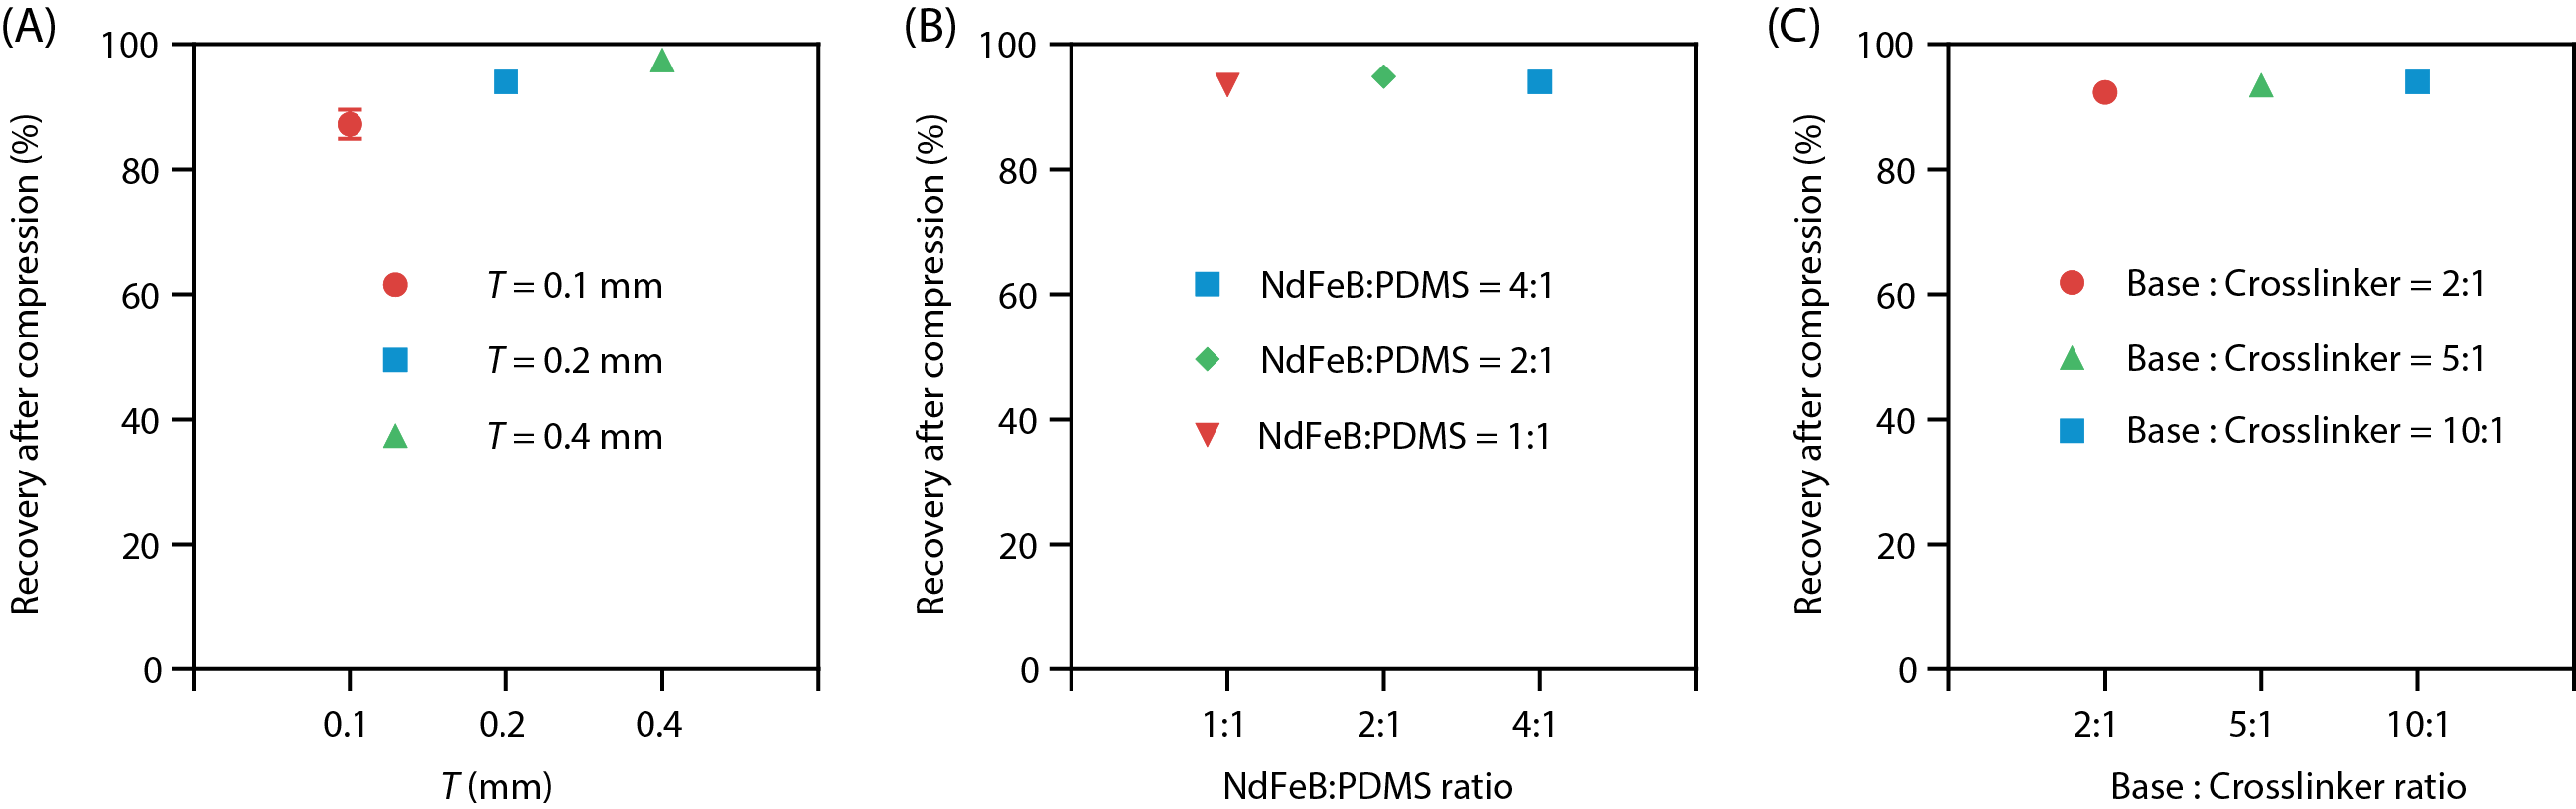 (A)
Recovery after compression (%)
100
80
60
40
20
0
T = 0.1 mm
T = 0.2 mm
T = 0.4 mm
0.1 0.2 0.4
T (mm)
(B)
Recovery after compression (%)
100
80
60
40
20
0
NdFeB:PDMS = 4:1
NdFeB:PDMS = 2:1
NdFeB:PDMS = 1:1
1:1 2:1 4:1
NdFeB:PDMS ratio
(C)
Recovery after compression (%)
100
80
60
40
20
0
Base : Crosslinker = 2:1
Base : Crosslinker = 5:1
Base : Crosslinker = 10:1
2:1 5:1 10:1
Base : Crosslinker ratio